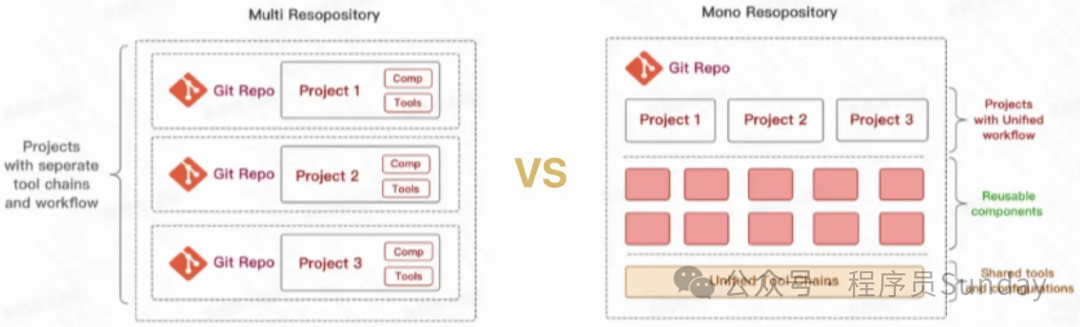 Multi Resopository
Projects
with seperate
tool chains
and workflow
Git Repo
Project 1
Comp
Tools
Git Repo
Project 2
Comp
Tools
Git Repo
Project 3
Comp
Tools
VS
Mono Resopository
Git Repo
Project 1
Project 2
Project 3
Projects
with Unified
workflow
Reusable
components
Unified Tool Chains
Shared tools
and configurations
公众号 · 程序员Sunday